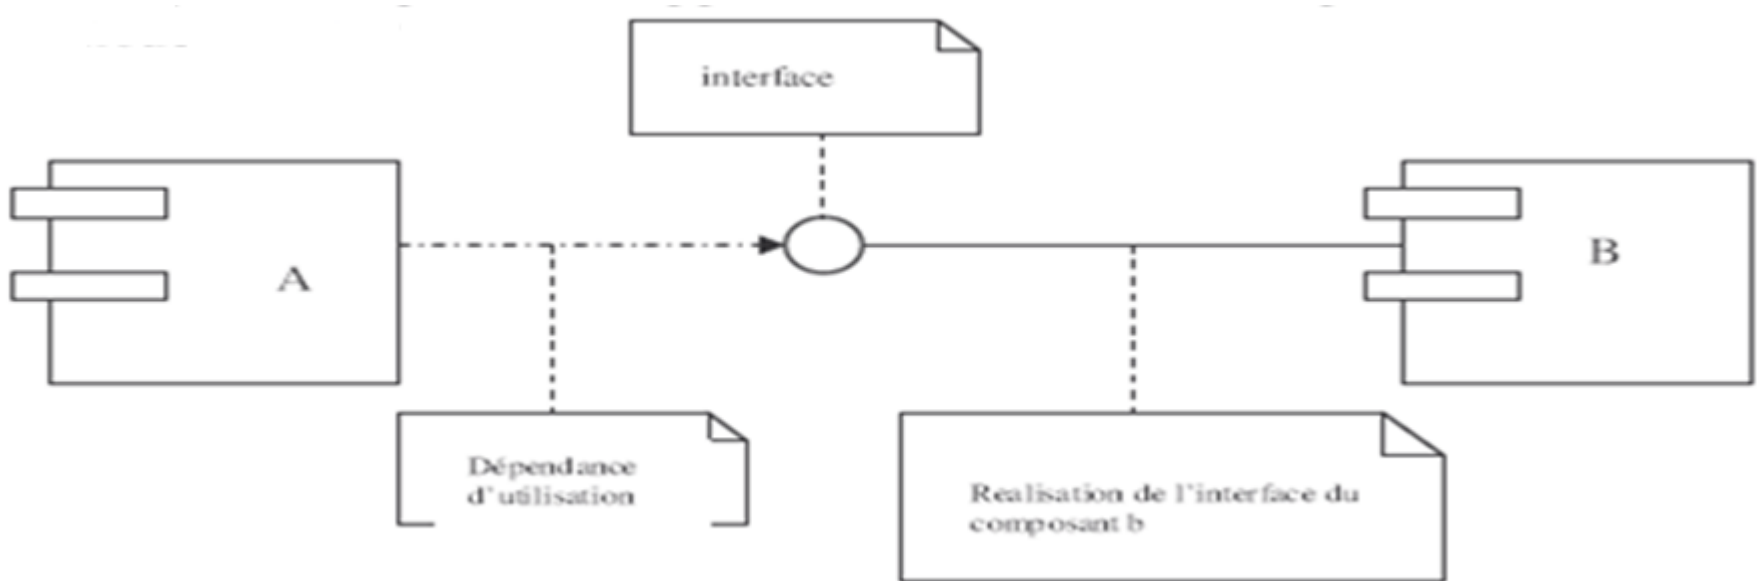 interface
A
B
Dépendance
d'utilisation
Realisation de l'interface du
composant b